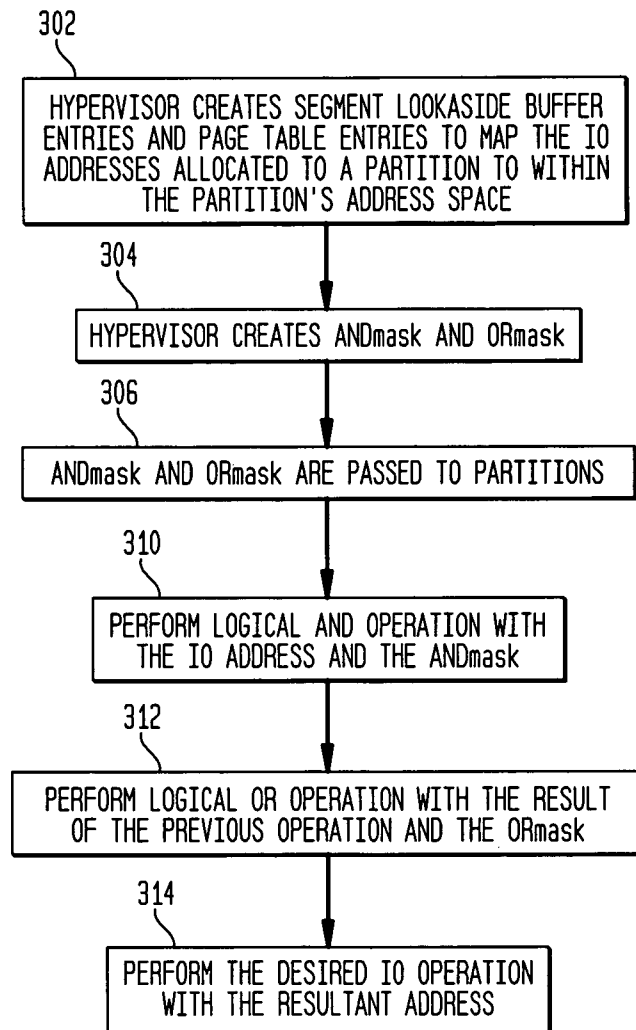 302
HYPERVISOR CREATES SEGMENT LOOKASIDE BUFFER
ENTRIES AND PAGE TABLE ENTRIES TO MAP THE IO
ADDRESSES ALLOCATED TO A PARTITION TO WITHIN
THE PARTITION'S ADDRESS SPACE
304
HYPERVISOR CREATES ANDmask AND ORmask
306
ANDmask AND ORmask ARE PASSED TO PARTITIONS
310
PERFORM LOGICAL AND OPERATION WITH
THE IO ADDRESS AND THE ANDmask
312
PERFORM LOGICAL OR OPERATION WITH THE RESULT
OF THE PREVIOUS OPERATION AND THE ORmask
314
PERFORM THE DESIRED IO OPERATION
WITH THE RESULTANT ADDRESS